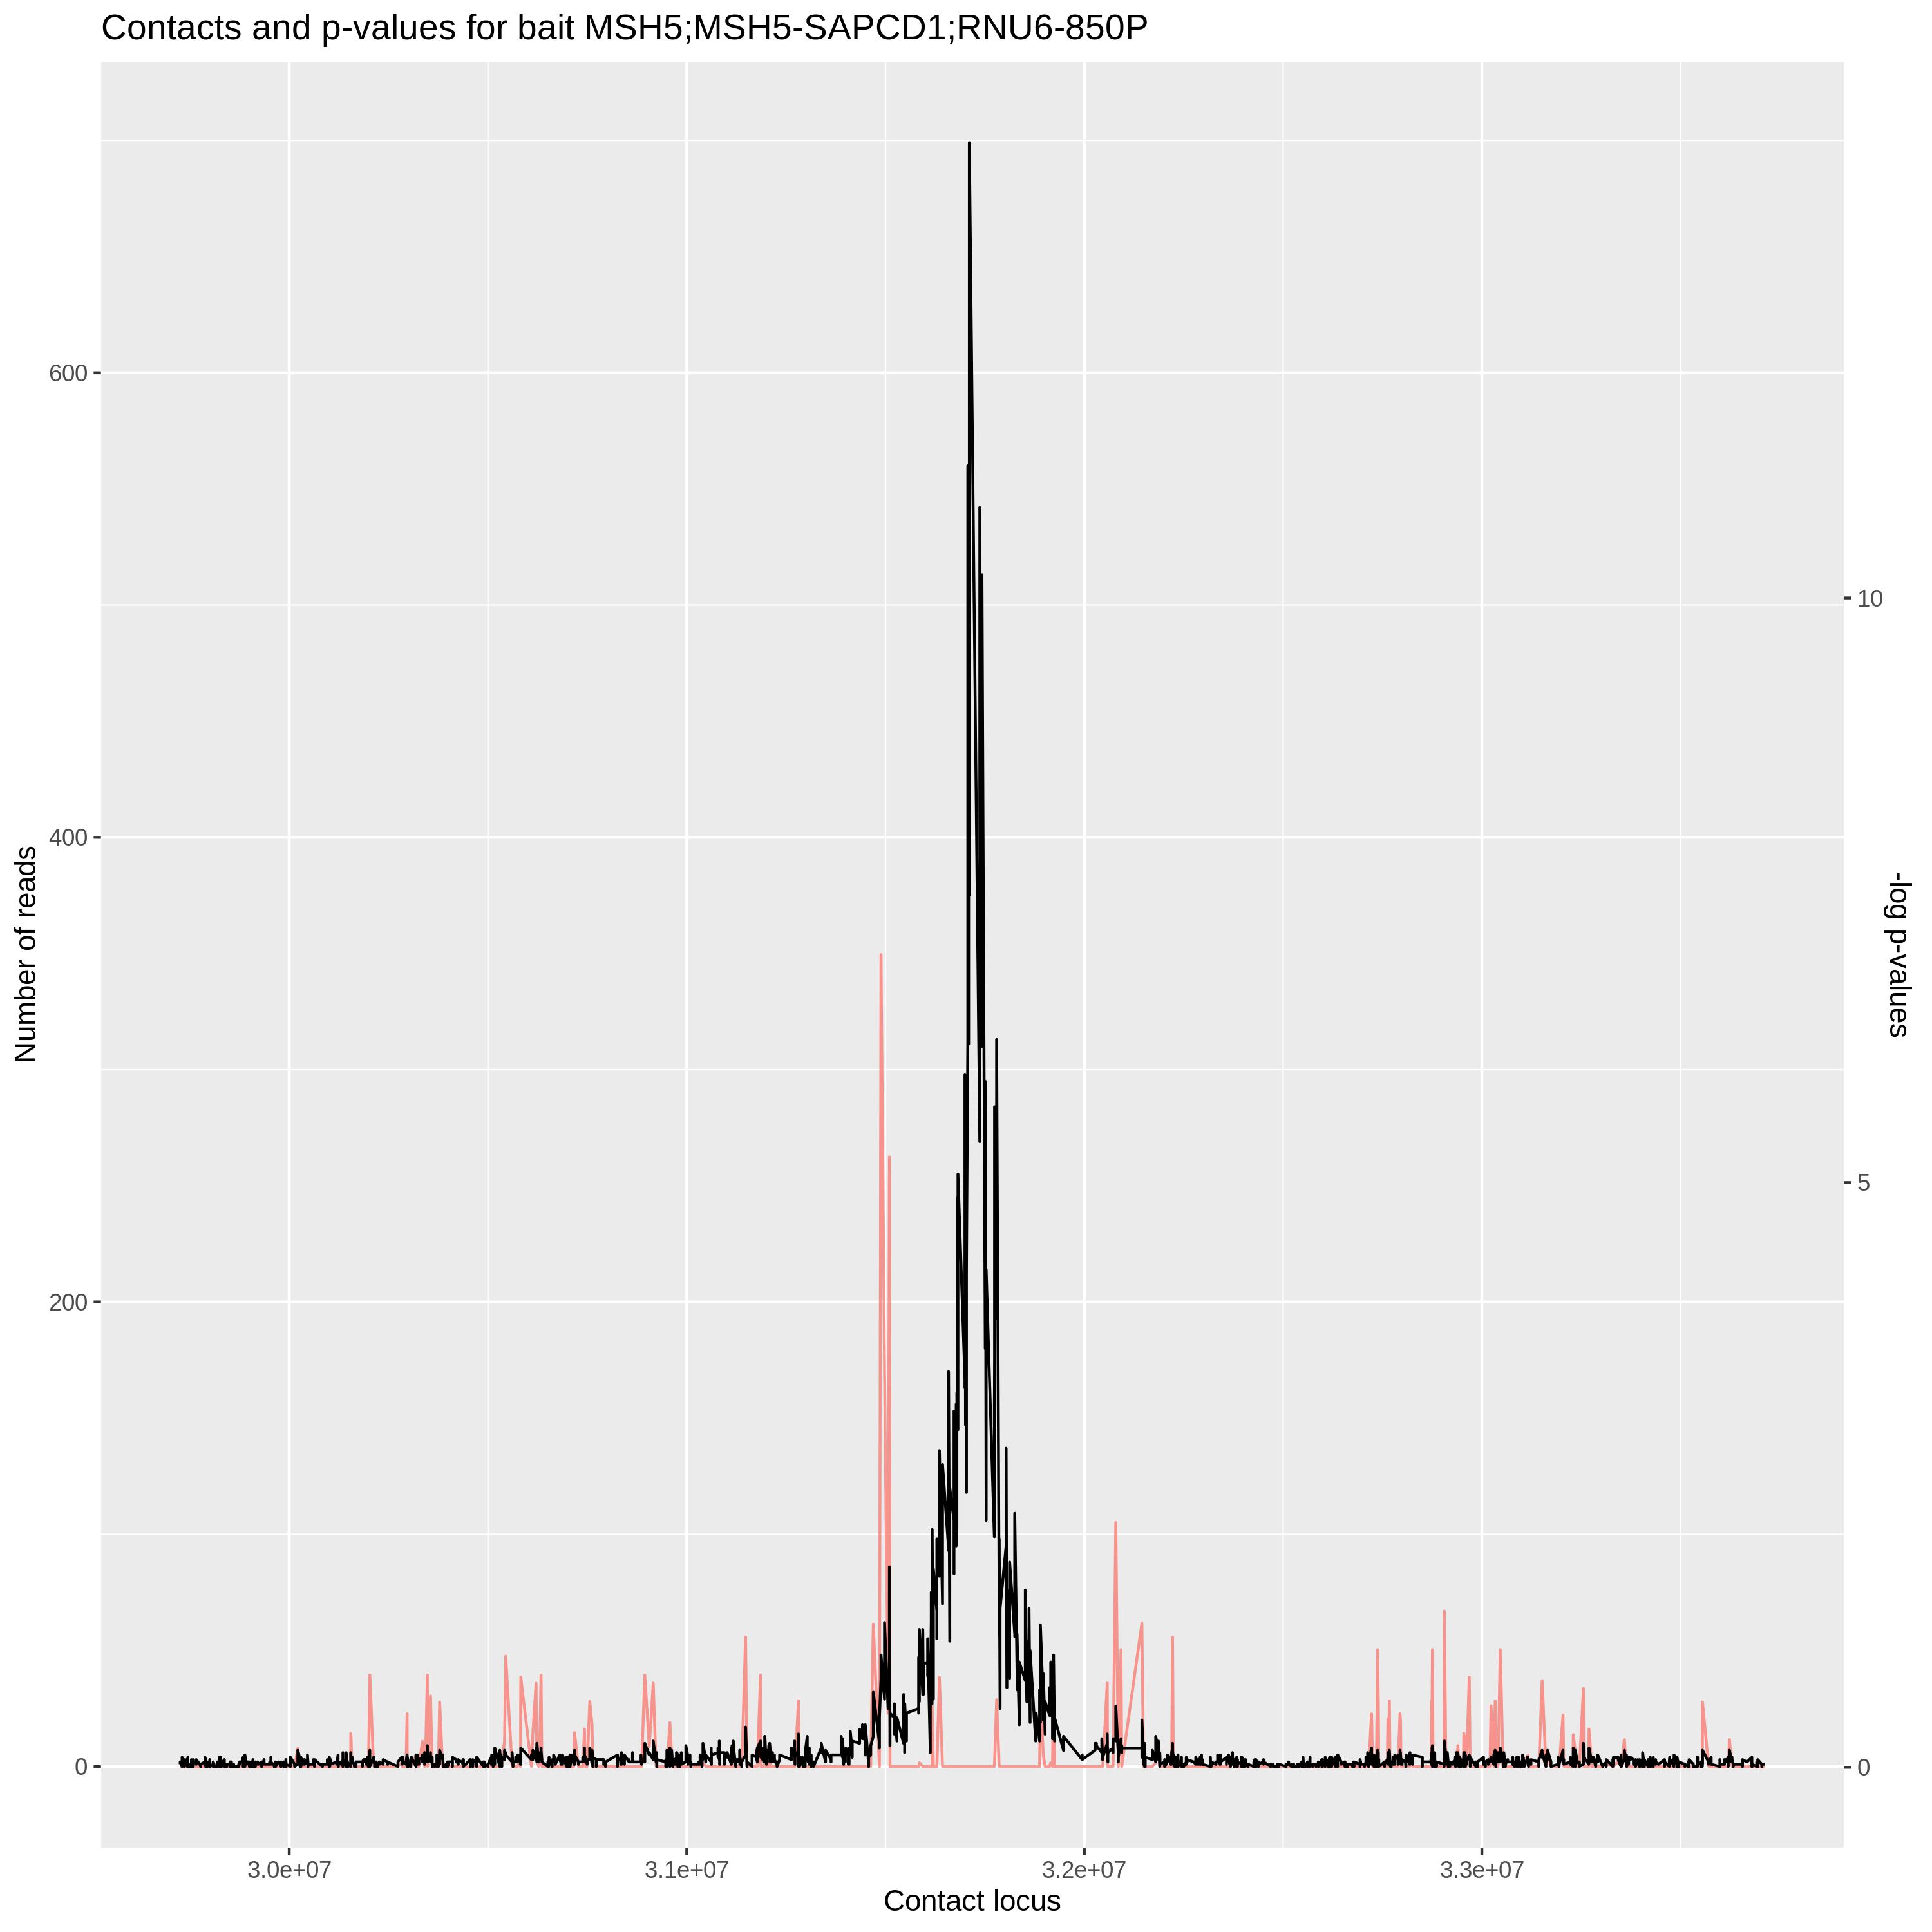 Contacts and p-values for bait MSH5;MSH5-SAPCD1;RNU6-850P
600
400
200
0
Number of reads
10
5
0
-log p-values
3.0e+07
3.1e+07
3.2e+07
3.3e+07
Contact locus